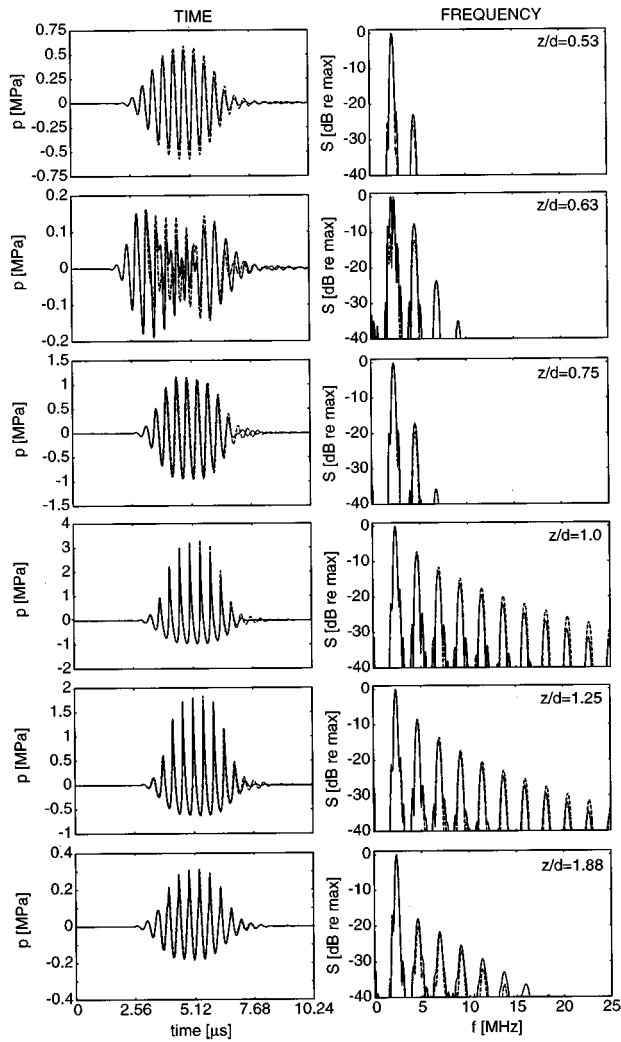 TIME
FREQUENCY
0.75
0.5
0.25
0
-0.25
-0.5
-0.75
p [MPa]
0
-10
-20
-30
-40
S [dB re max]
z/d=0.53
0.2
0.1
0
-0.1
-0.2
p [MPa]
0
-10
-20
-30
-40
S [dB re max]
z/d=0.63
1.5
1
0.5
0
-0.5
-1
-1.5
p [MPa]
0
-10
-20
-30
-40
S [dB re max]
z/d=0.75
4
3
2
1
0
-1
-2
p [MPa]
0
-10
-20
-30
-40
S [dB re max]
z/d=1.0
2
1.5
1
0.5
0
-0.5
-1
p [MPa]
0
-10
-20
-30
-40
S [dB re max]
z/d=1.25
0.4
0.2
0
-0.2
-0.4
p [MPa]
0
-10
-20
-30
-40
S [dB re max]
z/d=1.88
0 2.56 5.12 7.68 10.24
time [μs]
0 5 10 15 20 25
f [MHz]